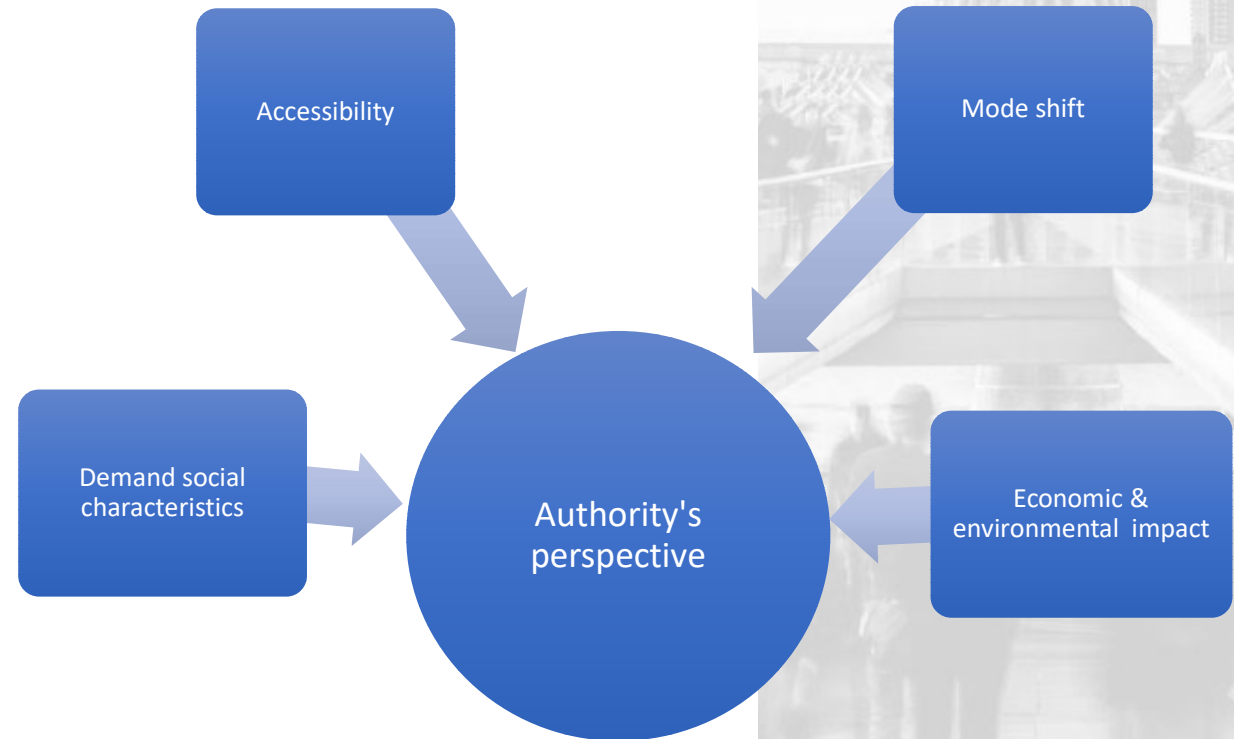 Accessibility
Mode shift
Demand social
characteristics
Authority's
perspective
Economic &
environmental  impact